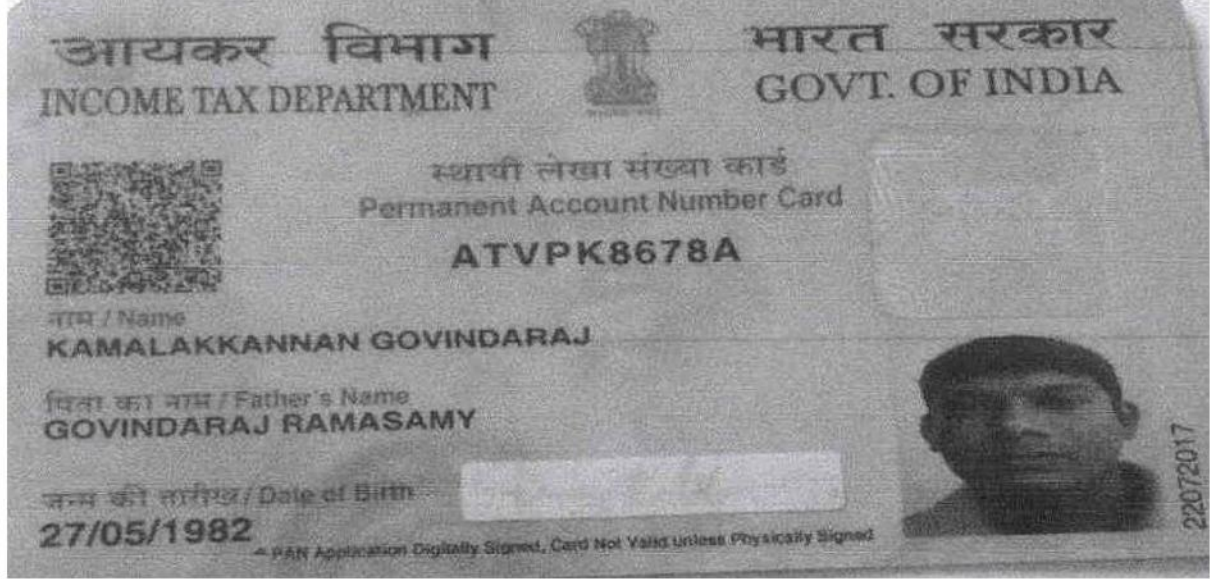 आयकर विभाग
INCOME TAX DEPARTMENT
भारत सरकार
GOVT. OF INDIA
स्थायी लेखा संख्या कार्ड
Permanent Account Number Card
ATVPK8678A
नाम / Name
KAMALAKKANNAN GOVINDARAJ
पिता का नाम / Father's Name
GOVINDARAJ RAMASAMY
जन्म की तारीख / Date of Birth
27/05/1982
PAN Application Digitally Signed, Card Not Valid unless Physically Signed
22072017